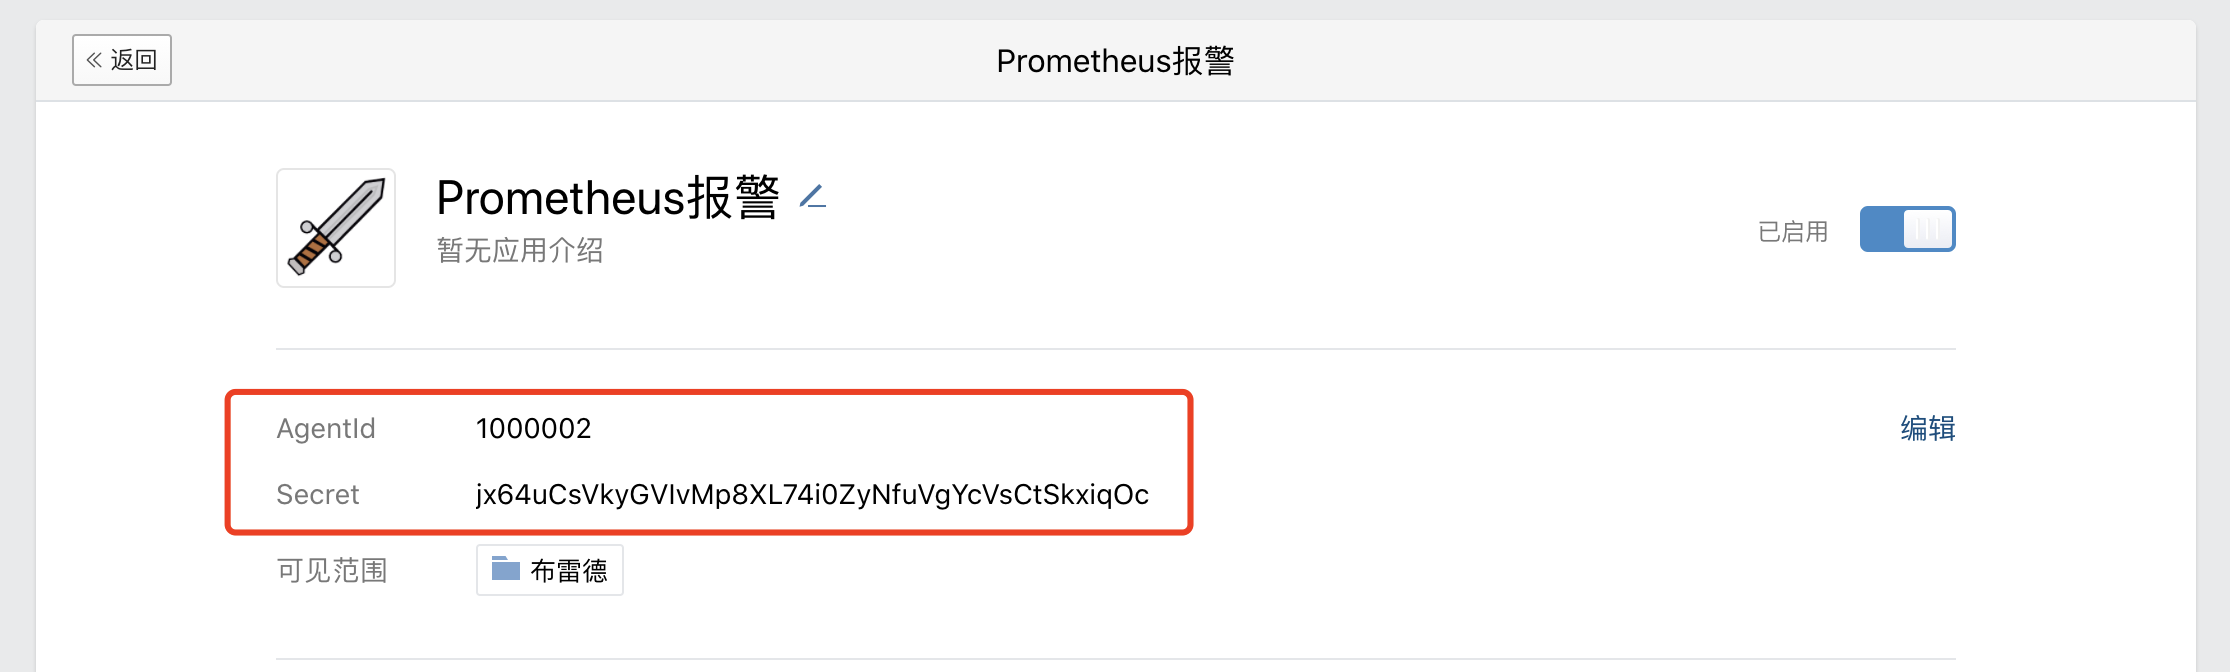 « 返回
Prometheus报警
Prometheus报警
暂无应用介绍
已启用
AgentId 1000002
编辑
Secret jx64uCsVkyGVIvMp8XL74i0ZyNfuVgYcVsCtSkxiqOc
可见范围 布雷德